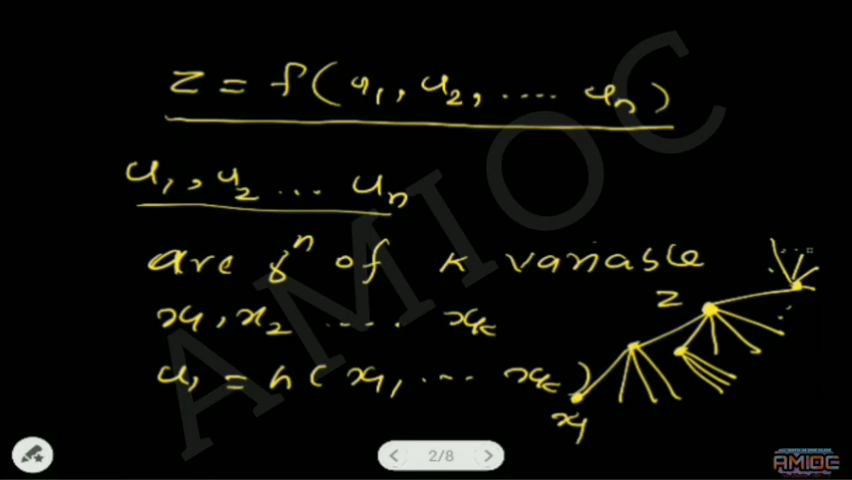 z = f(u₁, u₂, .... uₙ)
u₁, u₂ ... uₙ
are fⁿ of k variable
x₁, x₂ .... xₖ
u₁ = h(x₁, ... xₖ)
z
x₁
AMIOC
2/8
AMIOC